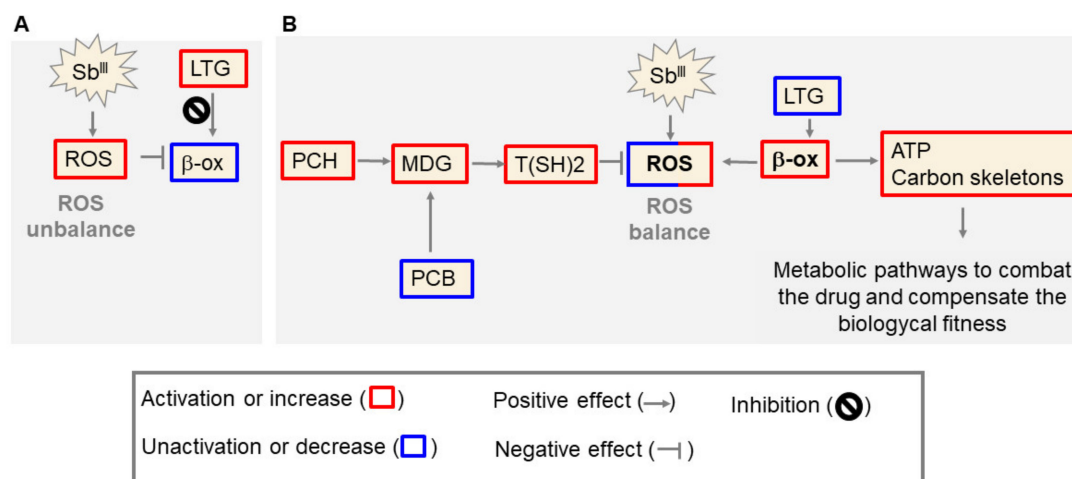 A
Sbᴵᴵᴵ
LTG
ROS
β-ox
ROS
unbalance
B
Sbᴵᴵᴵ
LTG
PCH
MDG
T(SH)2
ROS
β-ox
ATP
Carbon skeletons
ROS
balance
PCB
Metabolic pathways to combat
the drug and compensate the
biologycal fitness
Activation or increase ( )
Positive effect ( )
Inhibition ( )
Unactivation or decrease ( )
Negative effect ( )